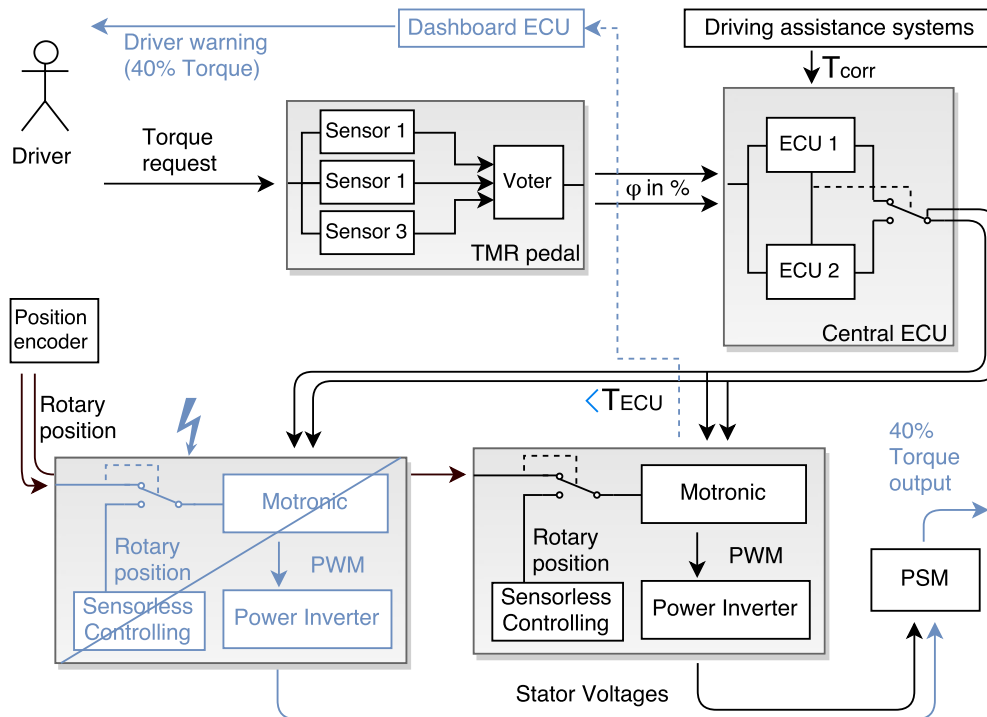 Dashboard ECU
Driving assistance systems
Driver warning
(40% Torque)
Tcorr
Driver
Torque
request
Sensor 1
Sensor 1
Sensor 3
Voter
TMR pedal
φ in %
ECU 1
ECU 2
Central ECU
Position
encoder
Rotary
position
<TECU
40%
Torque
output
Motronic
Rotary
position
PWM
Sensorless
Controlling
Power Inverter
Motronic
Rotary
position
PWM
Sensorless
Controlling
Power Inverter
PSM
Stator Voltages